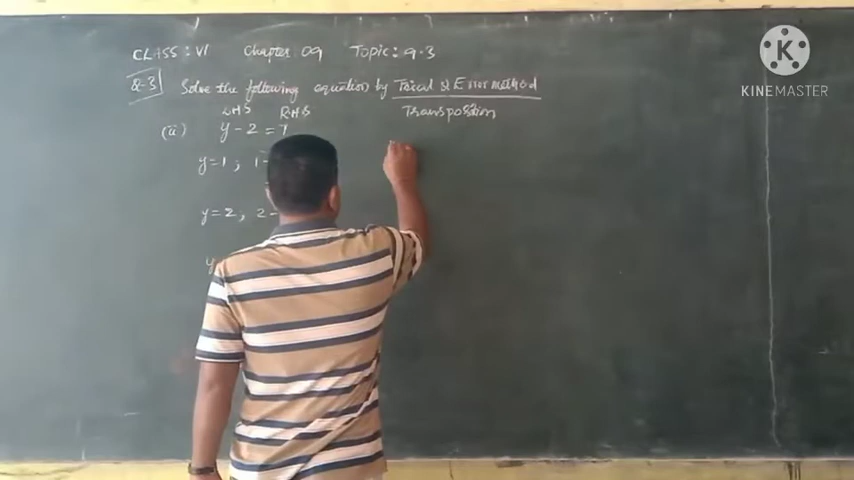 CLASS: VI Chapter 09 Topic: 9.3
Q-3 Solve the following equation by Trial & Error method
LHS RHS Transposition
(a) y-2 = 7
y=1 ; 1-
y=2, 2-
y
K
KINEMASTER